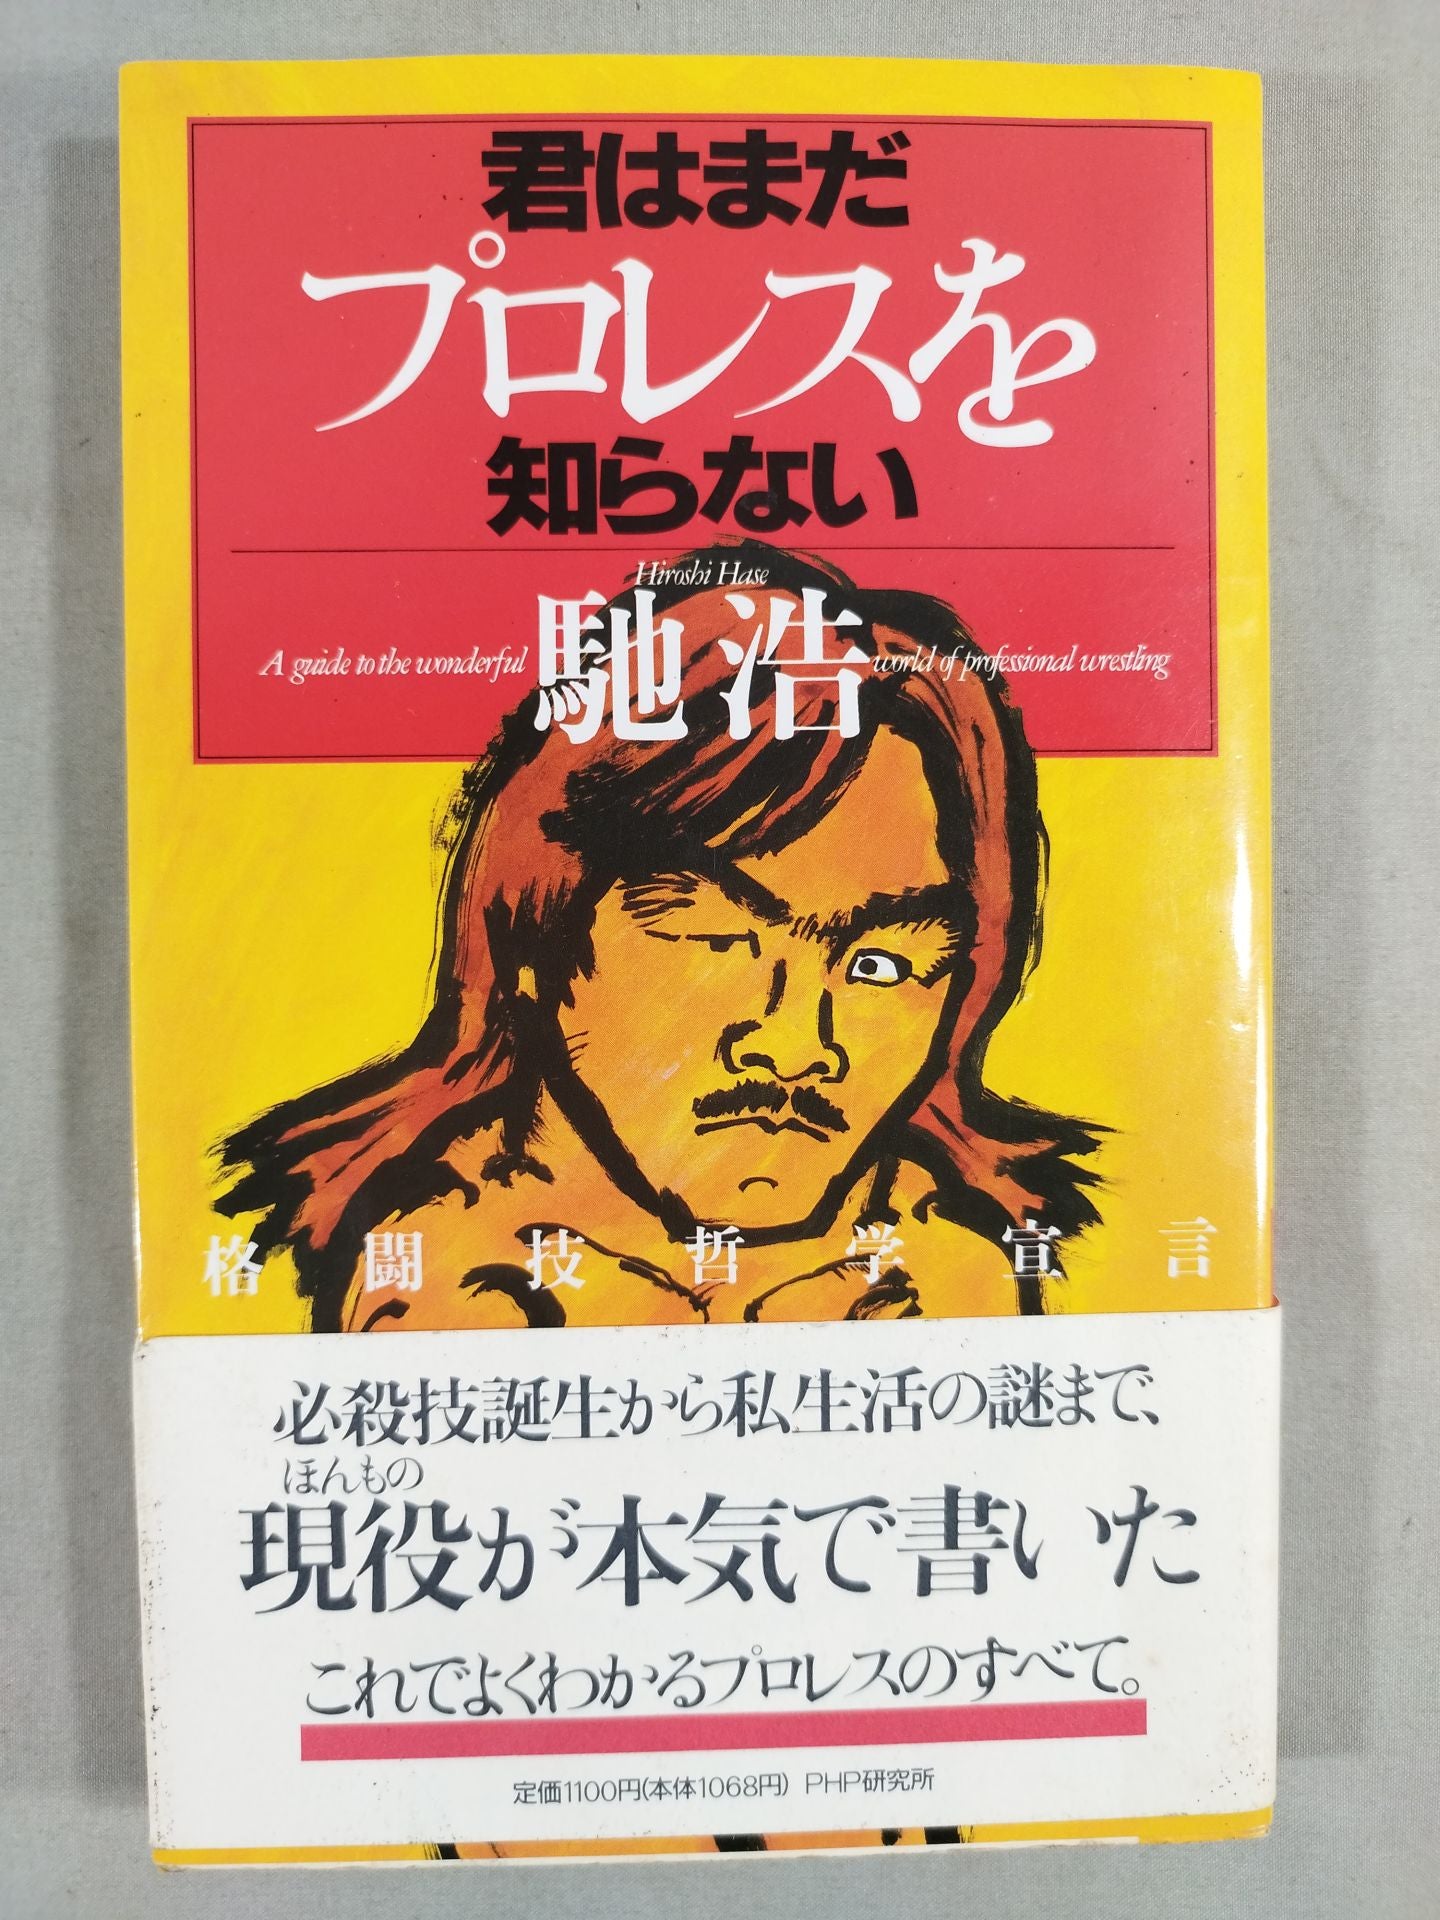 君はまだ
プロレスを
知らない
Hiroshi Hase
A guide to the wonderful 馳 浩 world of professional wrestling
格闘技哲学宣言
必殺技誕生から私生活の謎まで、
ほんもの
現役が本気で書いた
これでよくわかるプロレスのすべて。
定価1100円(本体1068円) PHP研究所